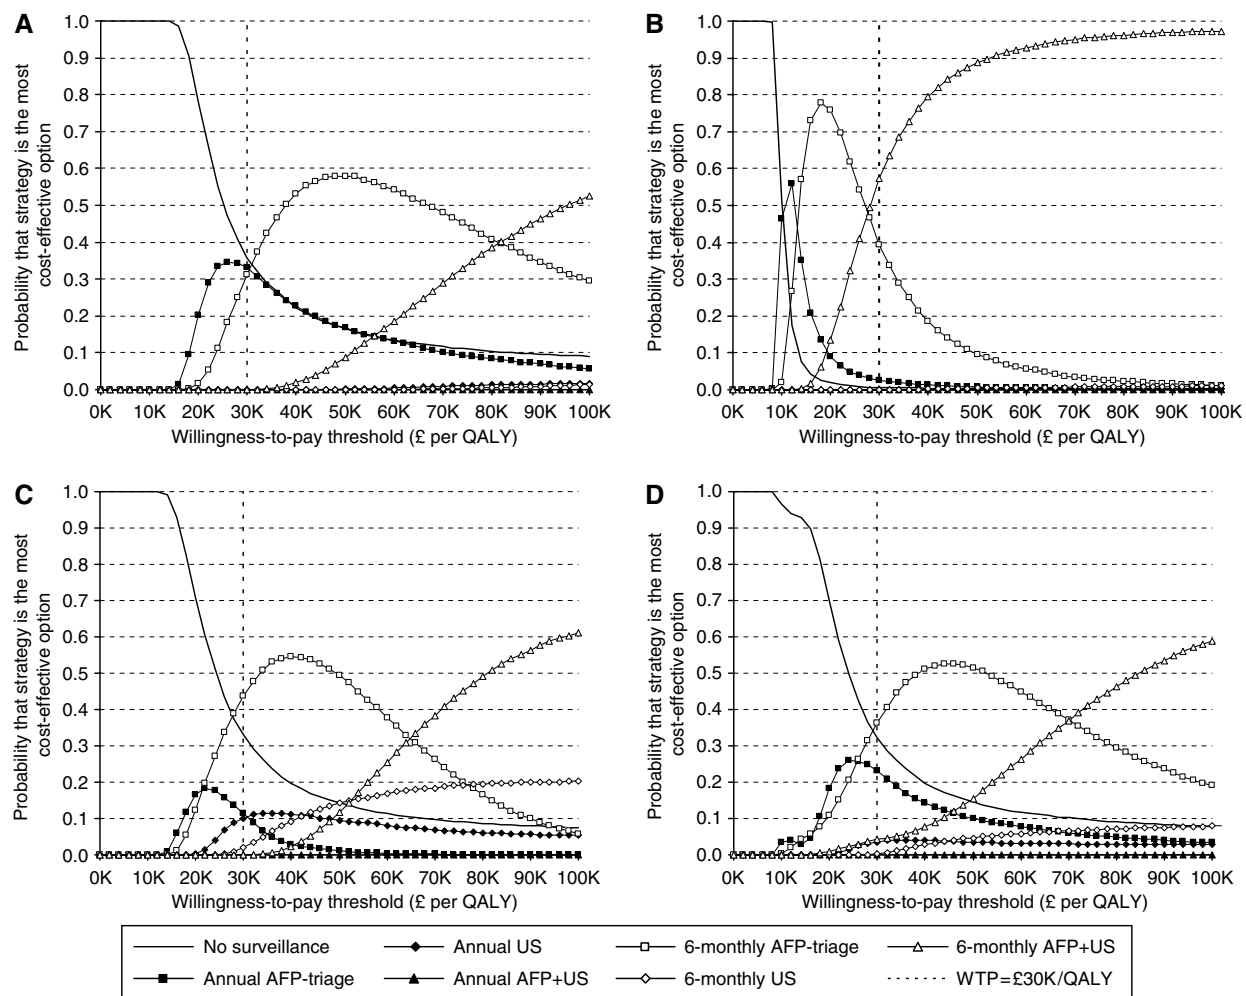 A
Probability that strategy is the most
cost-effective option
1.0
0.9
0.8
0.7
0.6
0.5
0.4
0.3
0.2
0.1
0.0
0K 10K 20K 30K 40K 50K 60K 70K 80K 90K 100K
Willingness-to-pay threshold (£ per QALY)
B
Probability that strategy is the most
cost-effective option
1.0
0.9
0.8
0.7
0.6
0.5
0.4
0.3
0.2
0.1
0.0
0K 10K 20K 30K 40K 50K 60K 70K 80K 90K 100K
Willingness-to-pay threshold (£ per QALY)
C
Probability that strategy is the most
cost-effective option
1.0
0.9
0.8
0.7
0.6
0.5
0.4
0.3
0.2
0.1
0.0
0K 10K 20K 30K 40K 50K 60K 70K 80K 90K 100K
Willingness-to-pay threshold (£ per QALY)
D
Probability that strategy is the most
cost-effective option
1.0
0.9
0.8
0.7
0.6
0.5
0.4
0.3
0.2
0.1
0.0
0K 10K 20K 30K 40K 50K 60K 70K 80K 90K 100K
Willingness-to-pay threshold (£ per QALY)
No surveillance Annual US 6-monthly AFP-triage 6-monthly AFP+US
Annual AFP-triage Annual AFP+US 6-monthly US WTP=£30K/QALY